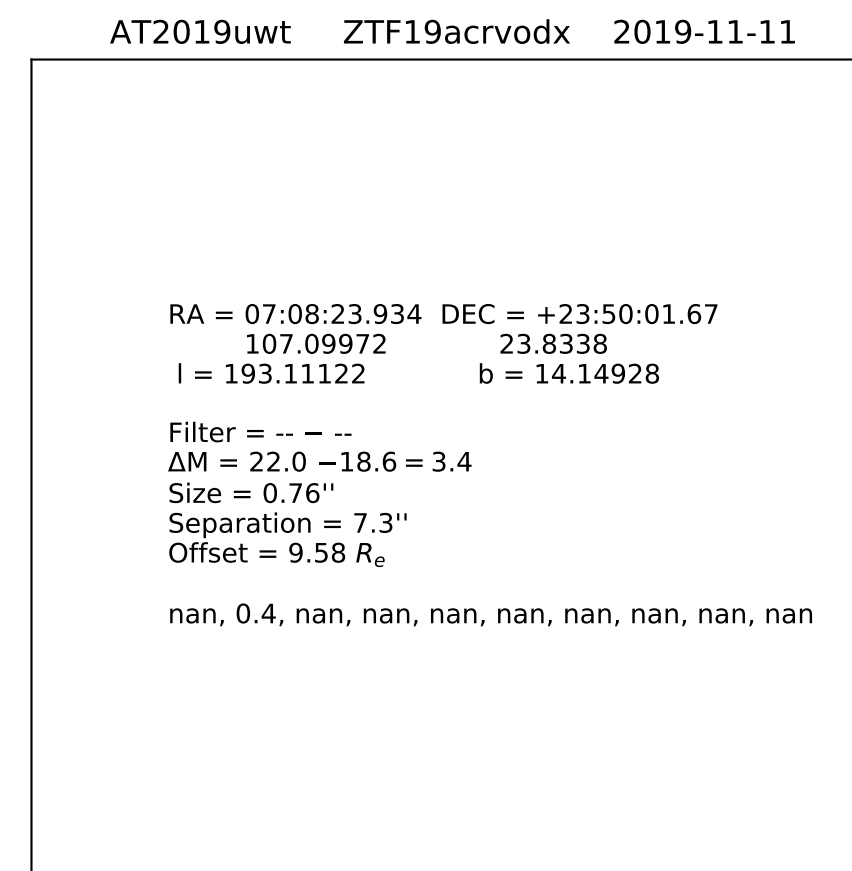 AT2019uwt ZTF19acrvodx 2019-11-11
RA = 07:08:23.934 DEC = +23:50:01.67
107.09972 23.8338
l = 193.11122 b = 14.14928
Filter = -- − --
ΔM = 22.0 −18.6 = 3.4
Size = 0.76''
Separation = 7.3''
Offset = 9.58 Rₑ
nan, 0.4, nan, nan, nan, nan, nan, nan, nan, nan